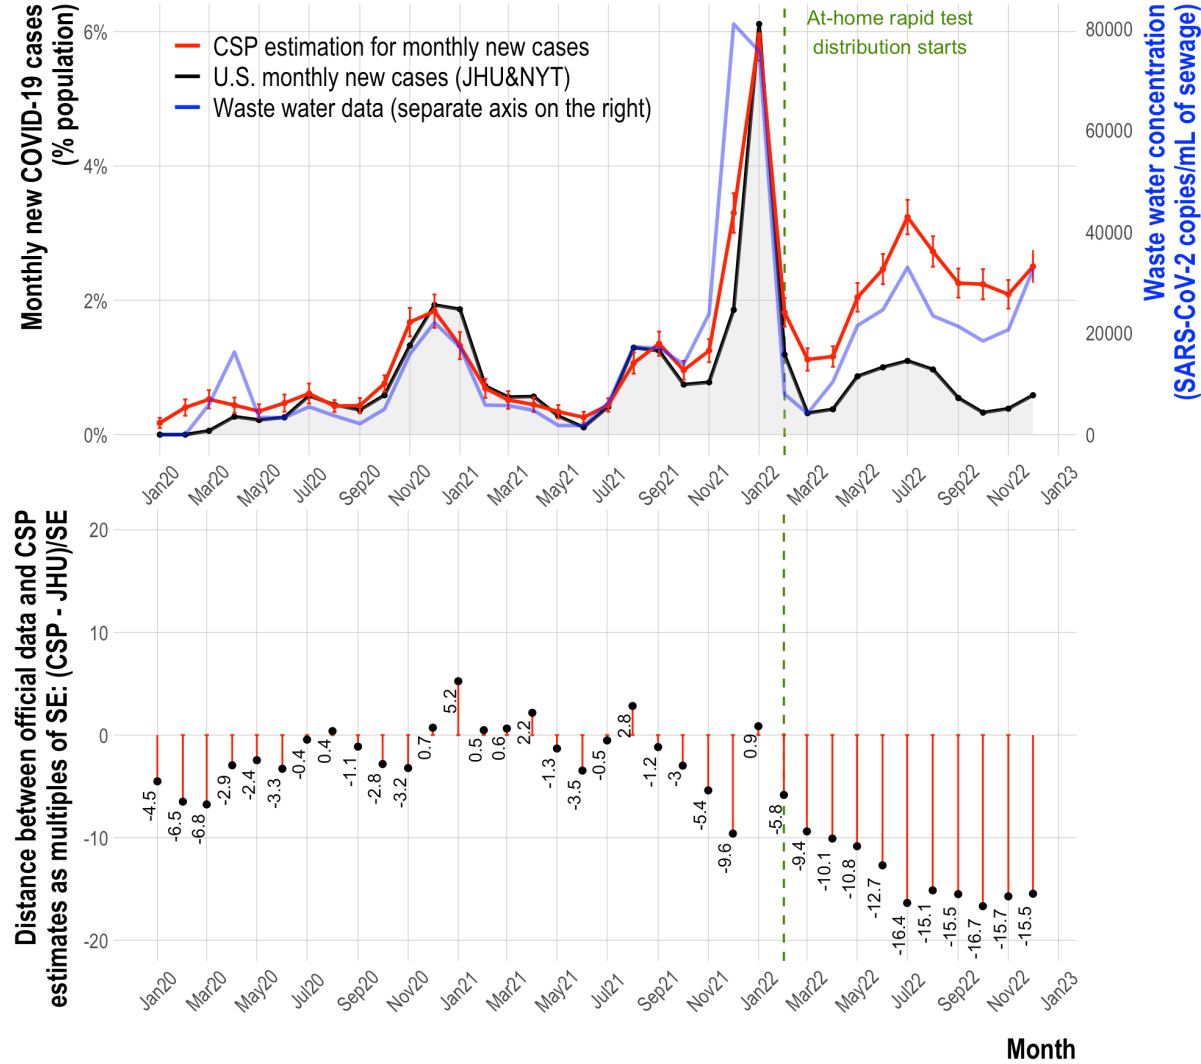 Monthly new COVID-19 cases
(% population)
6%
4%
2%
0%
CSP estimation for monthly new cases
U.S. monthly new cases (JHU&NYT)
Waste water data (separate axis on the right)
At-home rapid test
distribution starts
80000
60000
40000
20000
0
Waste water concentration
(SARS-CoV-2 copies/mL of sewage)
Jan20
Mar20
May20
Jul20
Sep20
Nov20
Jan21
Mar21
May21
Jul21
Sep21
Nov21
Jan22
Mar22
May22
Jul22
Sep22
Nov22
Jan23
Distance between official data and CSP
estimates as multiples of SE: (CSP - JHU)/SE
20
10
0
-10
-20
-4.5
-6.5
-6.8
-2.9
-2.4
-3.3
-0.4
0.4
-1.1
-2.8
-3.2
0.7
5.2
0.5
0.6
2.2
-1.3
-3.5
-0.5
2.8
-1.2
-3
-5.4
-9.6
0.9
-5.8
-9.4
-10.1
-10.8
-12.7
-16.4
-15.1
-15.5
-16.7
-15.7
-15.5
Jan20
Mar20
May20
Jul20
Sep20
Nov20
Jan21
Mar21
May21
Jul21
Sep21
Nov21
Jan22
Mar22
May22
Jul22
Sep22
Nov22
Jan23
Month